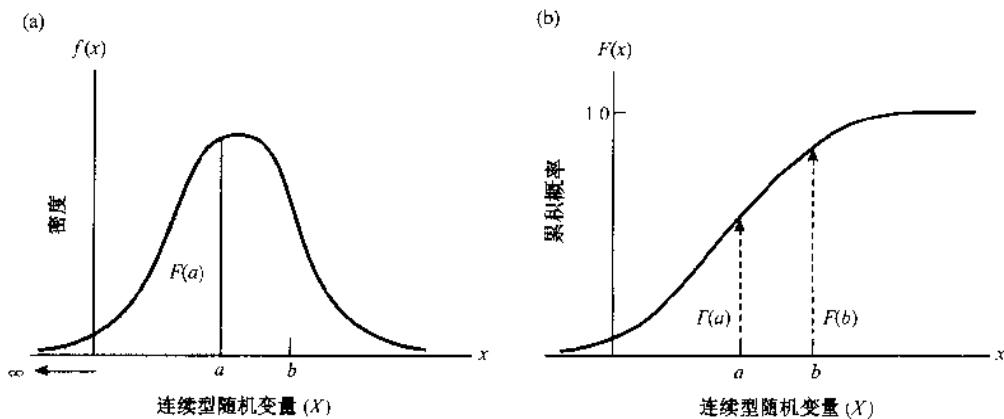 (a)
f(x)
密度
F(a)
∞
a
b
x
连续型随机变量 (X)
(b)
F(x)
1 0
累积概率
F(a)
F(b)
a
b
x
连续型随机变量 (X)